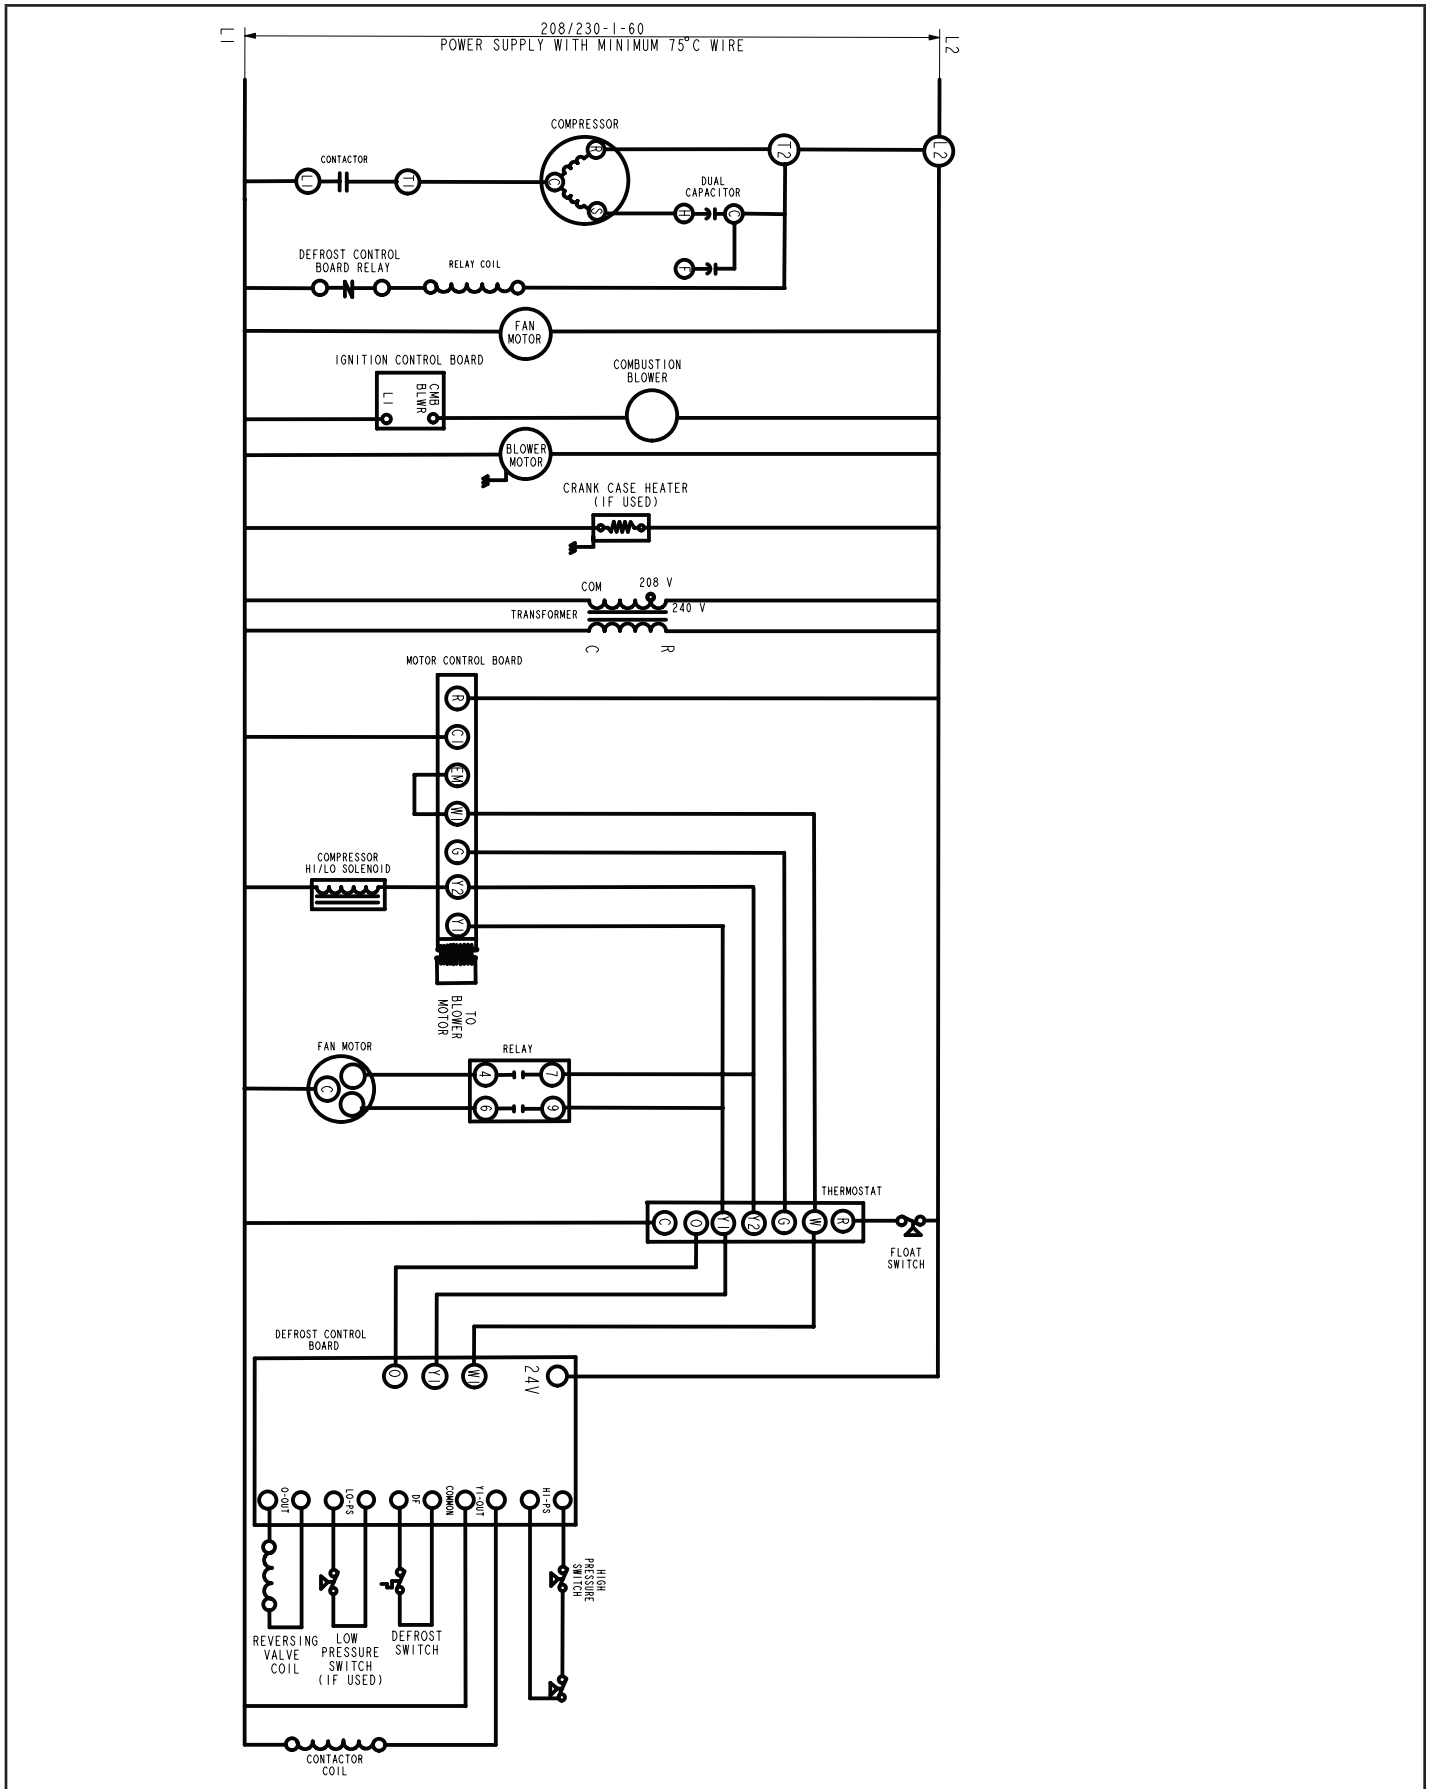 208/230-1-60
POWER SUPPLY WITH MINIMUM 75°C WIRE
L1
L2
COMPRESSOR
R
C
S
T2
L2
CONTACTOR
L1
T1
DUAL
CAPACITOR
H
C
F
DEFROST CONTROL
BOARD RELAY
RELAY COIL
FAN
MOTOR
IGNITION CONTROL BOARD
L1
CMB
BLWR
COMBUSTION
BLOWER
BLOWER
MOTOR
CRANK CASE HEATER
(IF USED)
COM
208 V
240 V
TRANSFORMER
C
R
MOTOR CONTROL BOARD
R
C1
EM
W1
G
Y2
Y1
COMPRESSOR
HI/LO SOLENOID
TO
BLOWER
MOTOR
FAN MOTOR
C
RELAY
4
7
6
9
THERMOSTAT
C
O
Y1
Y2
G
W
R
FLOAT
SWITCH
DEFROST CONTROL
BOARD
O
Y1
W1
24V
O-OUT
LO-PS
DF
COMMON
Y1-OUT
HI-PS
HIGH
PRESSURE
SWITCH
REVERSING
VALVE
COIL
LOW
PRESSURE
SWITCH
(IF USED)
DEFROST
SWITCH
CONTACTOR
COIL